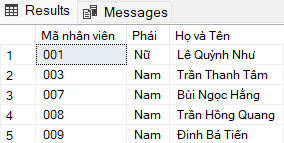 Results Messages
Mã nhân viên Phái Họ và Tên
1 001 Nữ Lê Quỳnh Như
2 003 Nam Trần Thanh Tâm
3 007 Nam Bùi Ngọc Hằng
4 008 Nam Trần Hồng Quang
5 009 Nam Đinh Bá Tiến